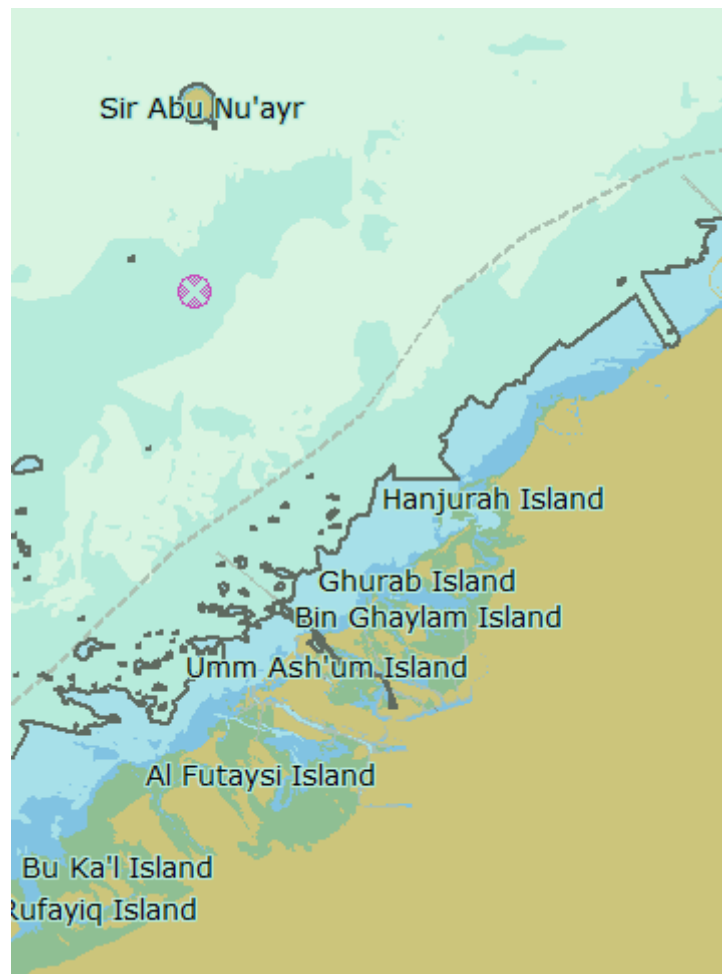 Sir Abu Nu'ayr
Hanjurah Island
Ghurab Island
Bin Ghaylam Island
Umm Ash'um Island
Al Futaysi Island
Bu Ka'l Island
Rufayiq Island